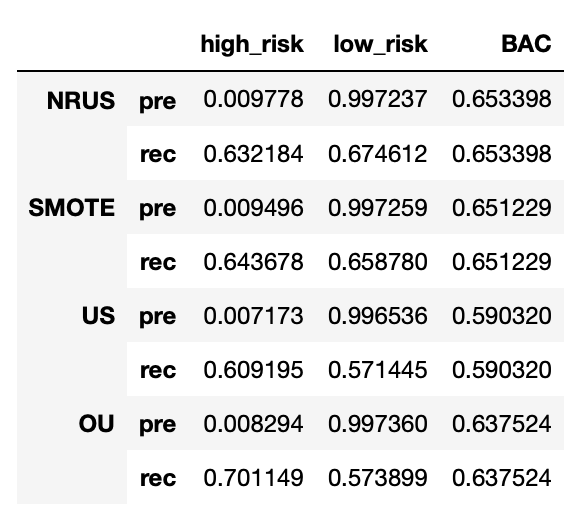 high_risk low_risk BAC
NRUS pre 0.009778 0.997237 0.653398
rec 0.632184 0.674612 0.653398
SMOTE pre 0.009496 0.997259 0.651229
rec 0.643678 0.658780 0.651229
US pre 0.007173 0.996536 0.590320
rec 0.609195 0.571445 0.590320
OU pre 0.008294 0.997360 0.637524
rec 0.701149 0.573899 0.637524